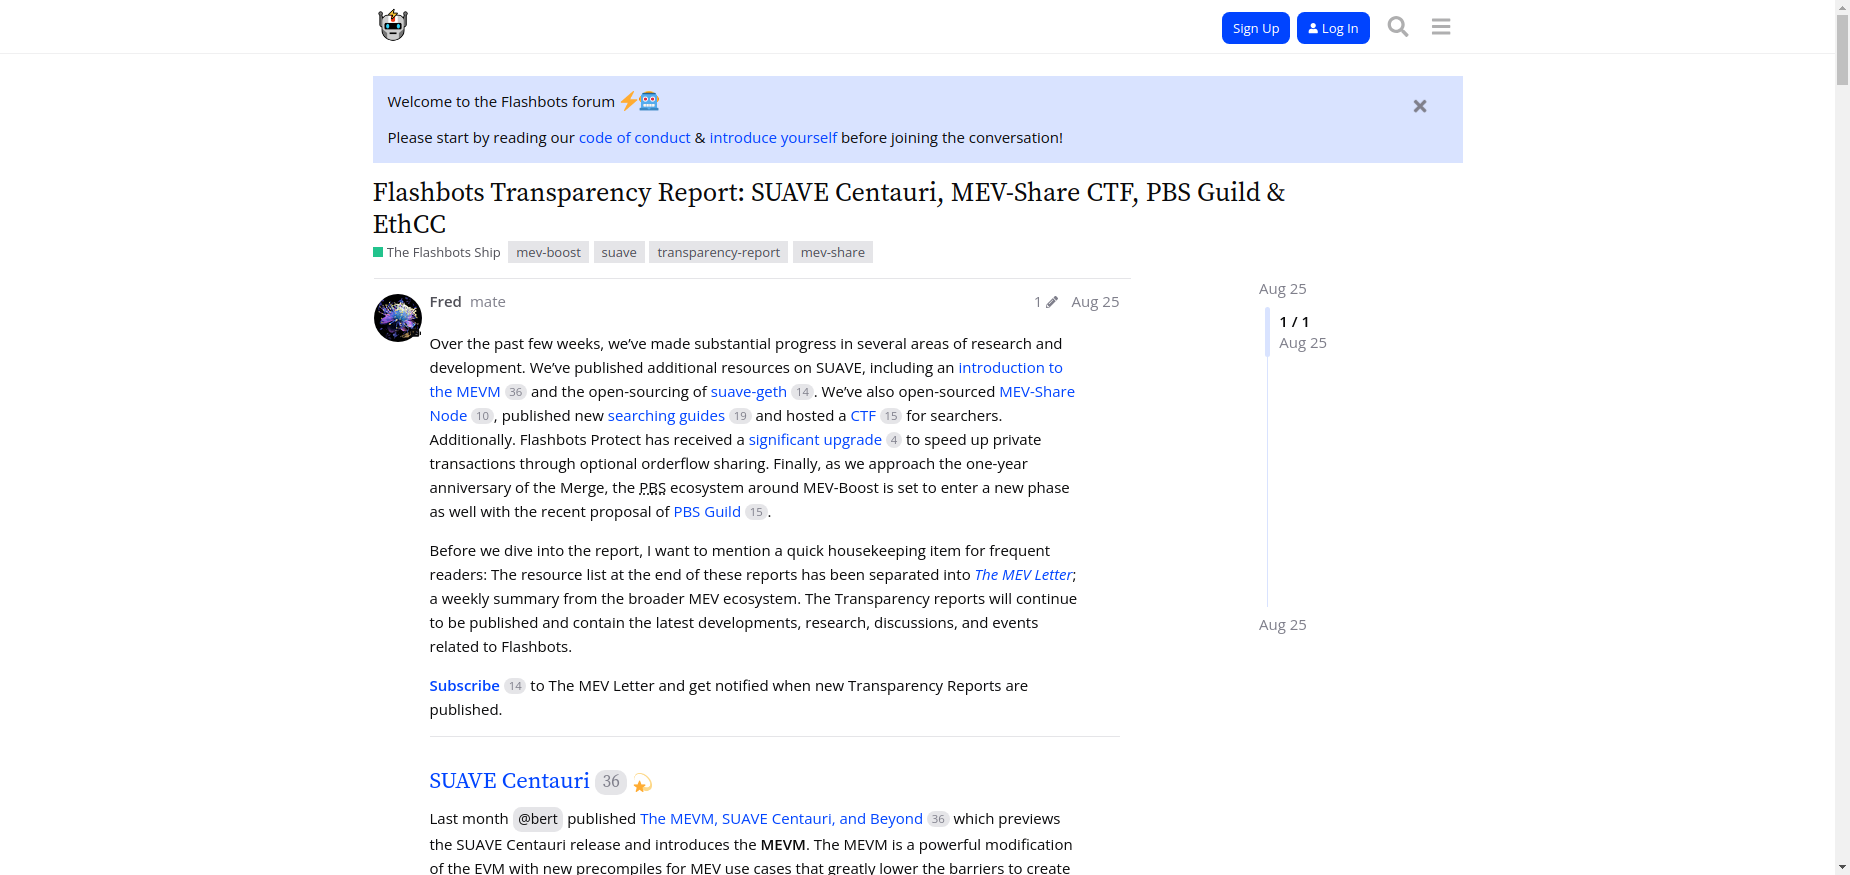 Sign Up
Log In
Welcome to the Flashbots forum
Please start by reading our code of conduct & introduce yourself before joining the conversation!
Flashbots Transparency Report: SUAVE Centauri, MEV-Share CTF, PBS Guild &
EthCC
The Flashbots Ship mev-boost suave transparency-report mev-share
Fred mate 1 Aug 25
Over the past few weeks, we’ve made substantial progress in several areas of research and
development. We’ve published additional resources on SUAVE, including an introduction to
the MEVM 36 and the open-sourcing of suave-geth 14. We’ve also open-sourced MEV-Share
Node 10, published new searching guides 19 and hosted a CTF 15 for searchers.
Additionally. Flashbots Protect has received a significant upgrade 4 to speed up private
transactions through optional orderflow sharing. Finally, as we approach the one-year
anniversary of the Merge, the PBS ecosystem around MEV-Boost is set to enter a new phase
as well with the recent proposal of PBS Guild 15.
Before we dive into the report, I want to mention a quick housekeeping item for frequent
readers: The resource list at the end of these reports has been separated into The MEV Letter;
a weekly summary from the broader MEV ecosystem. The Transparency reports will continue
to be published and contain the latest developments, research, discussions, and events
related to Flashbots.
Subscribe 14 to The MEV Letter and get notified when new Transparency Reports are
published.
SUAVE Centauri 36
Last month @bert published The MEVM, SUAVE Centauri, and Beyond 36 which previews
the SUAVE Centauri release and introduces the MEVM. The MEVM is a powerful modification
of the EVM with new precompiles for MEV use cases that greatly lower the barriers to create
Aug 25
1 / 1
Aug 25
Aug 25